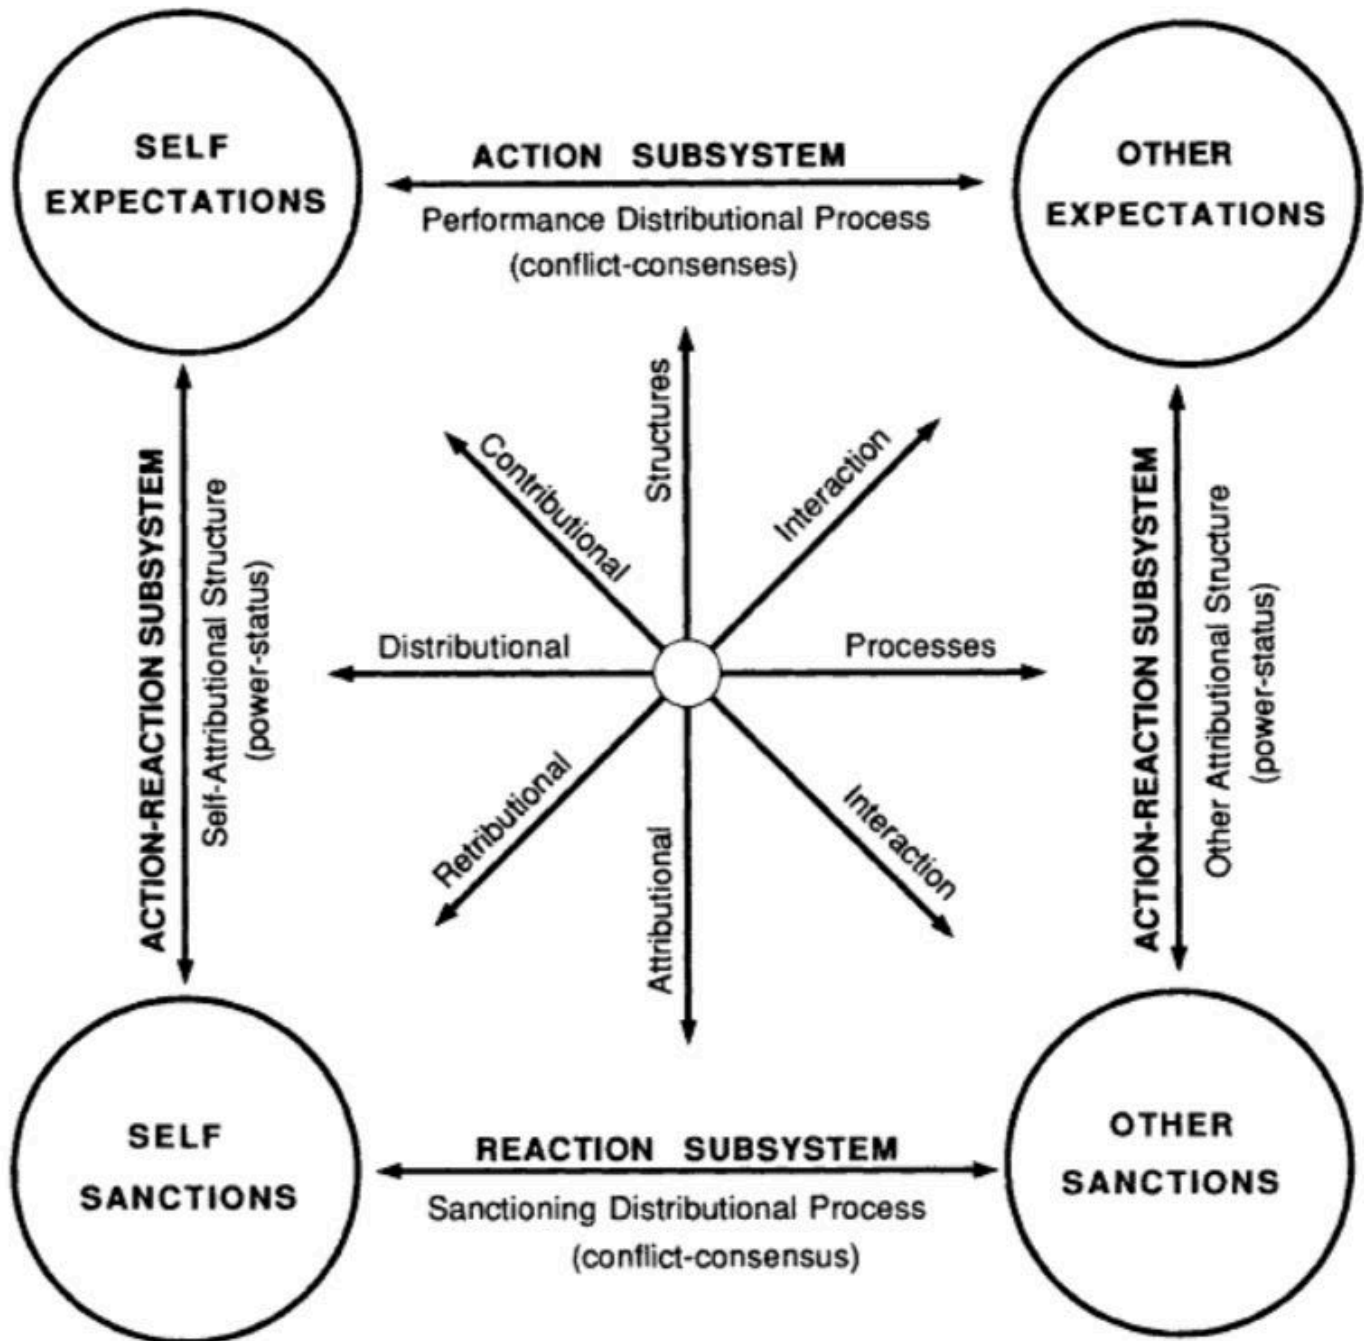 SELF
EXPECTATIONS
ACTION SUBSYSTEM
Performance Distributional Process
(conflict-consenses)
OTHER
EXPECTATIONS
ACTION-REACTION SUBSYSTEM
Self-Attributional Structure
(power-status)
Contributional
Structures
Interaction
Distributional
Processes
Retributional
Attributional
Interaction
ACTION-REACTION SUBSYSTEM
Other Attributional Structure
(power-status)
SELF
SANCTIONS
REACTION SUBSYSTEM
Sanctioning Distributional Process
(conflict-consensus)
OTHER
SANCTIONS